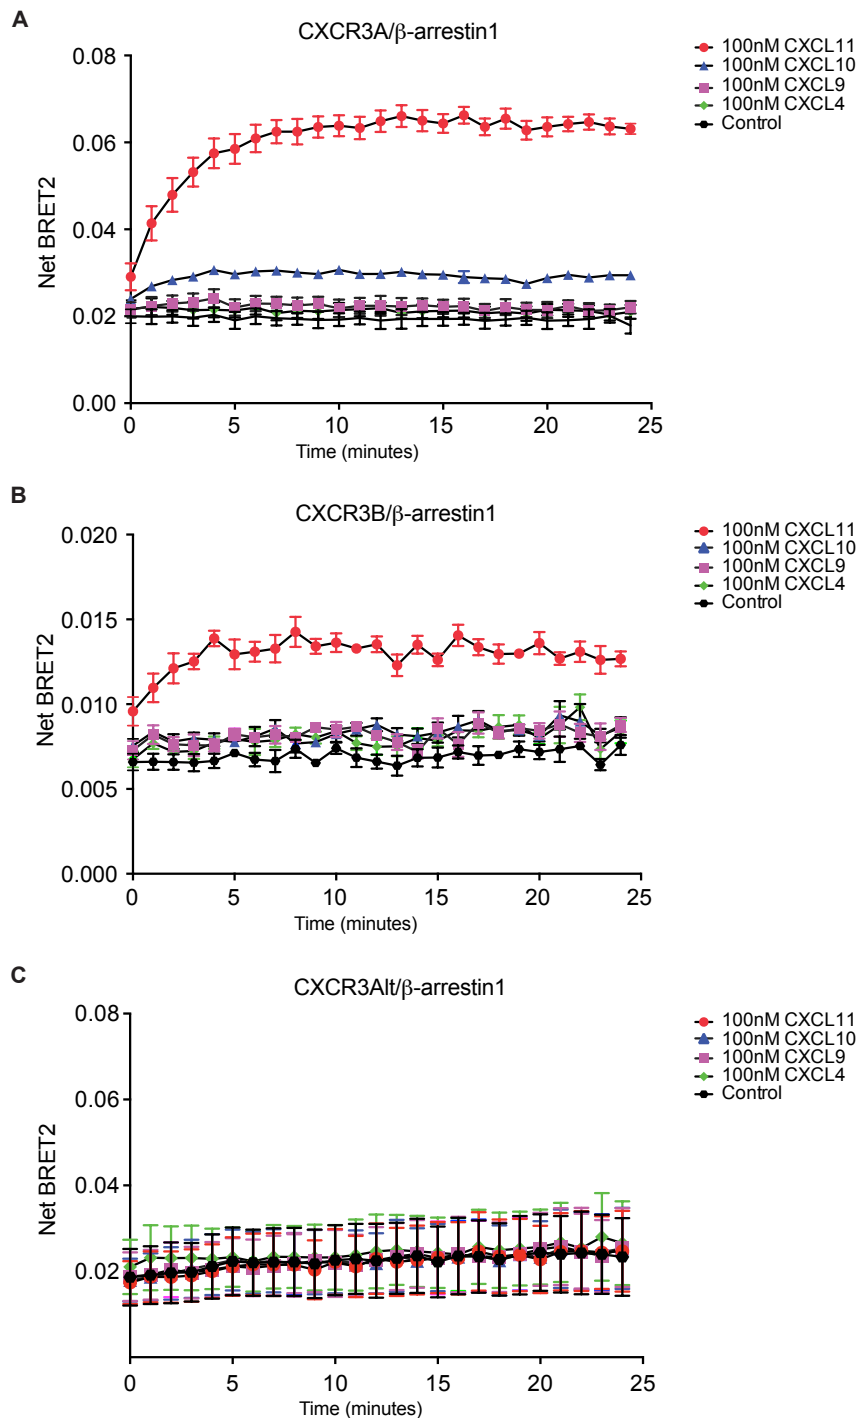 A
CXCR3A/β-arrestin1
0.08
0.06
0.04
0.02
0.00
Net BRET2
0
5
10
15
20
25
Time (minutes)
100nM CXCL11
100nM CXCL10
100nM CXCL9
100nM CXCL4
Control
B
CXCR3B/β-arrestin1
0.020
0.015
0.010
0.005
0.000
Net BRET2
0
5
10
15
20
25
Time (minutes)
100nM CXCL11
100nM CXCL10
100nM CXCL9
100nM CXCL4
Control
C
CXCR3Alt/β-arrestin1
0.08
0.06
0.04
0.02
Net BRET2
0
5
10
15
20
25
Time (minutes)
100nM CXCL11
100nM CXCL10
100nM CXCL9
100nM CXCL4
Control